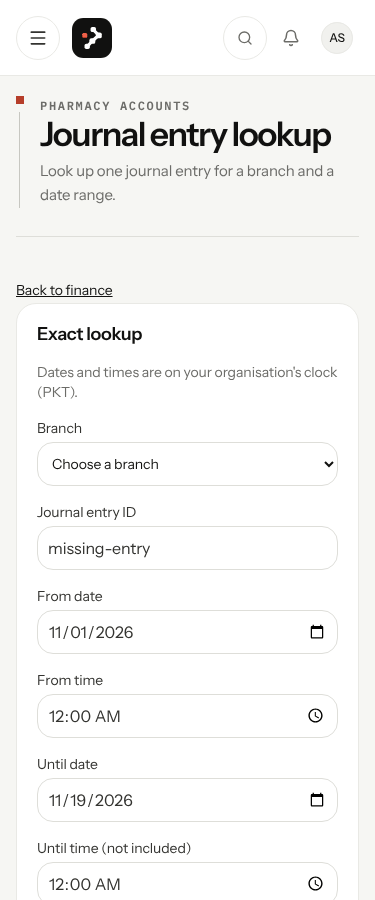 AS
PHARMACY ACCOUNTS
Journal entry lookup
Look up one journal entry for a branch and a
date range.
Back to finance
Exact lookup
Dates and times are on your organisation's clock
(PKT).
Branch
Choose a branch
Journal entry ID
missing-entry
From date
11/01/2026
From time
12:00 AM
Until date
11/19/2026
Until time (not included)
12:00 AM